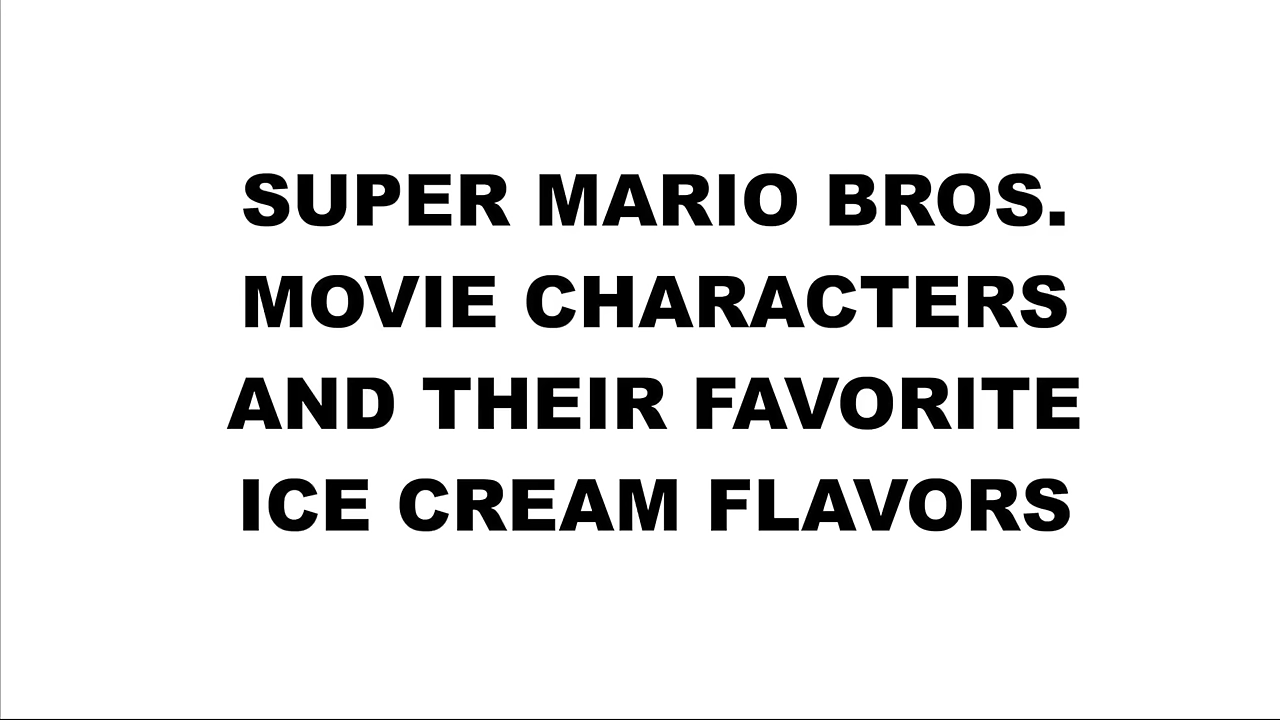 SUPER MARIO BROS.
MOVIE CHARACTERS
AND THEIR FAVORITE
ICE CREAM FLAVORS